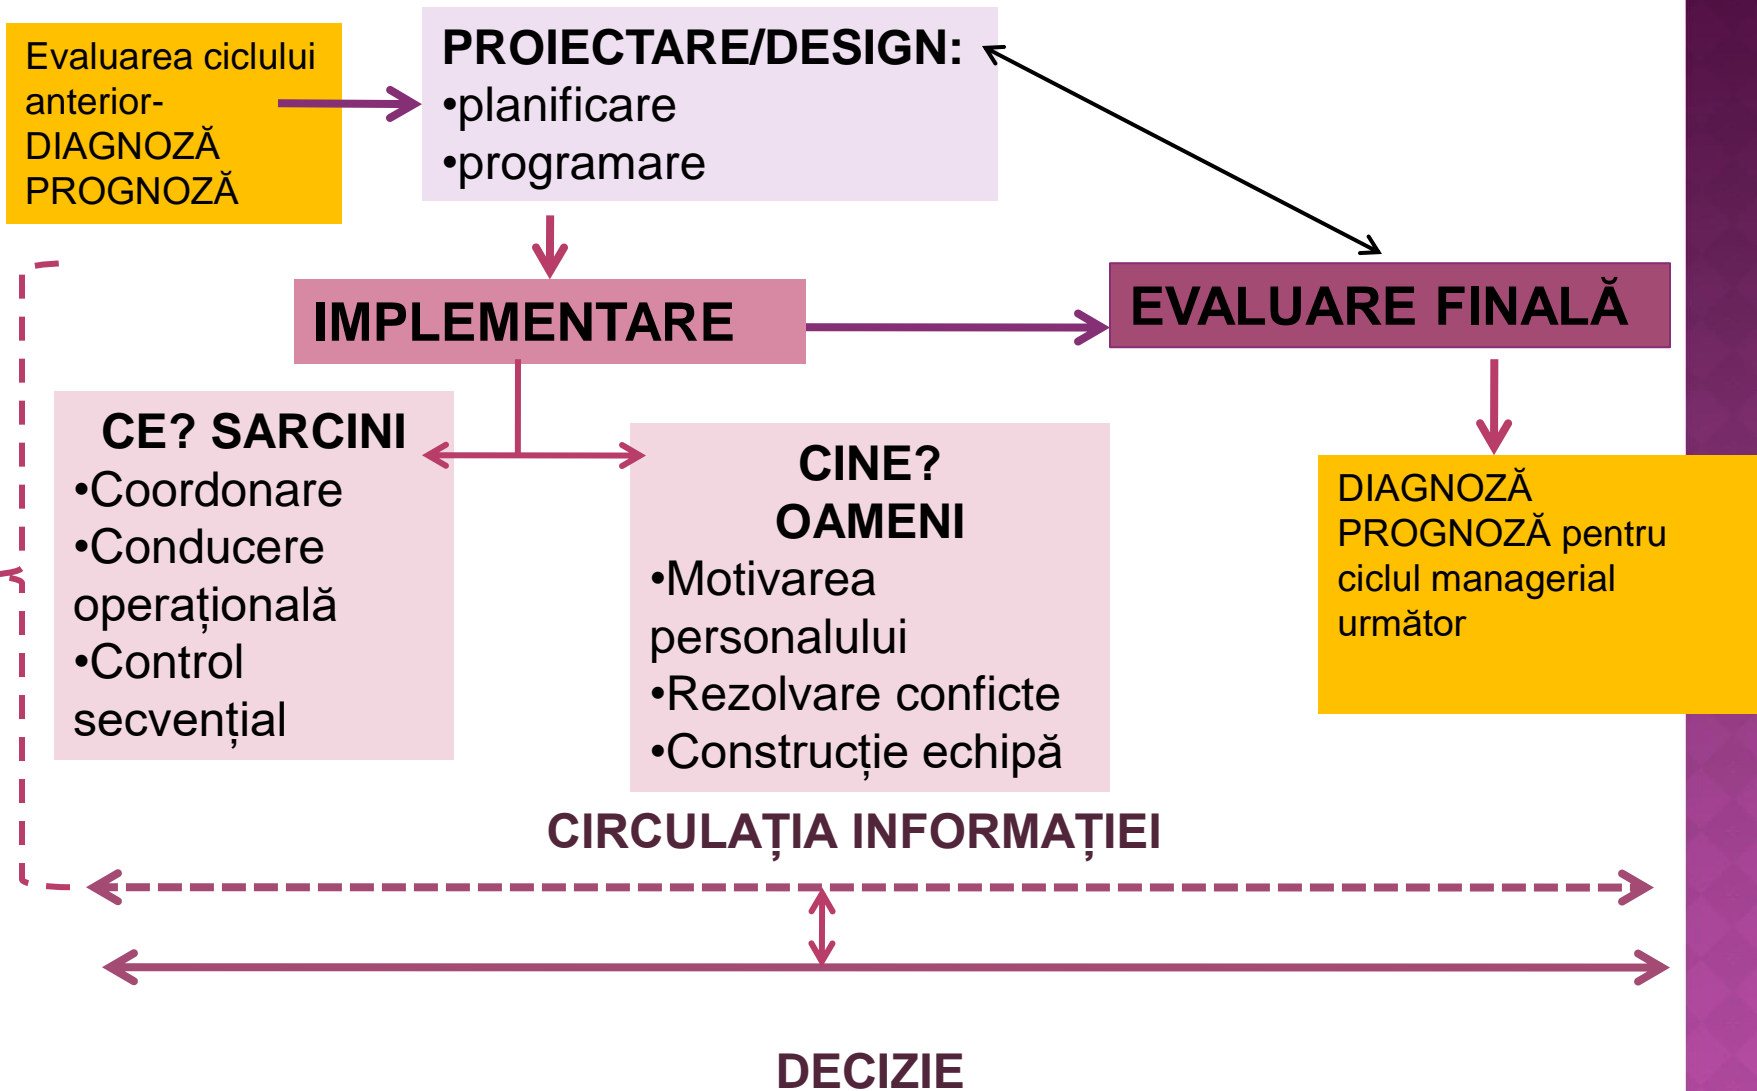 Evaluarea ciclului
anterior-
DIAGNOZĂ
PROGNOZĂ
PROIECTARE/DESIGN:
•planificare
•programare
IMPLEMENTARE
EVALUARE FINALĂ
CE? SARCINI
•Coordonare
•Conducere
operațională
•Control
secvențial
CINE?
OAMENI
•Motivarea
personalului
•Rezolvare conficte
•Construcție echipă
DIAGNOZĂ
PROGNOZĂ pentru
ciclul managerial
următor
CIRCULAȚIA INFORMAȚIEI
DECIZIE